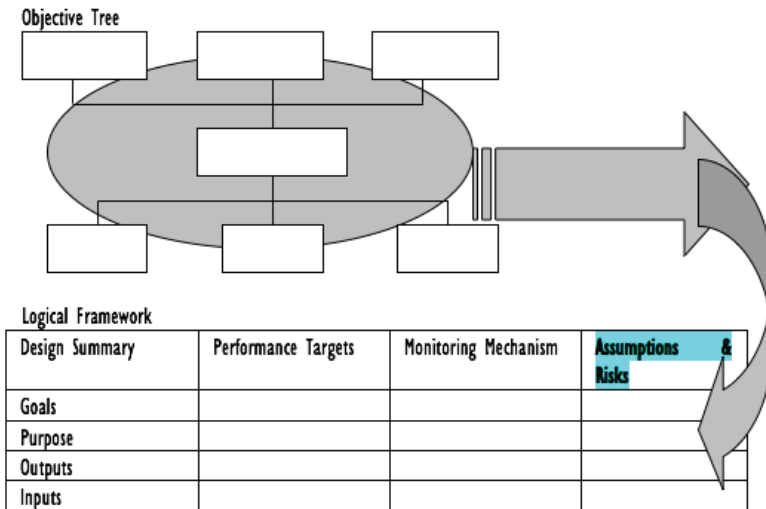 Objective Tree
Logical Framework
Design Summary Performance Targets Monitoring Mechanism Assumptions &
Risks
Goals
Purpose
Outputs
Inputs